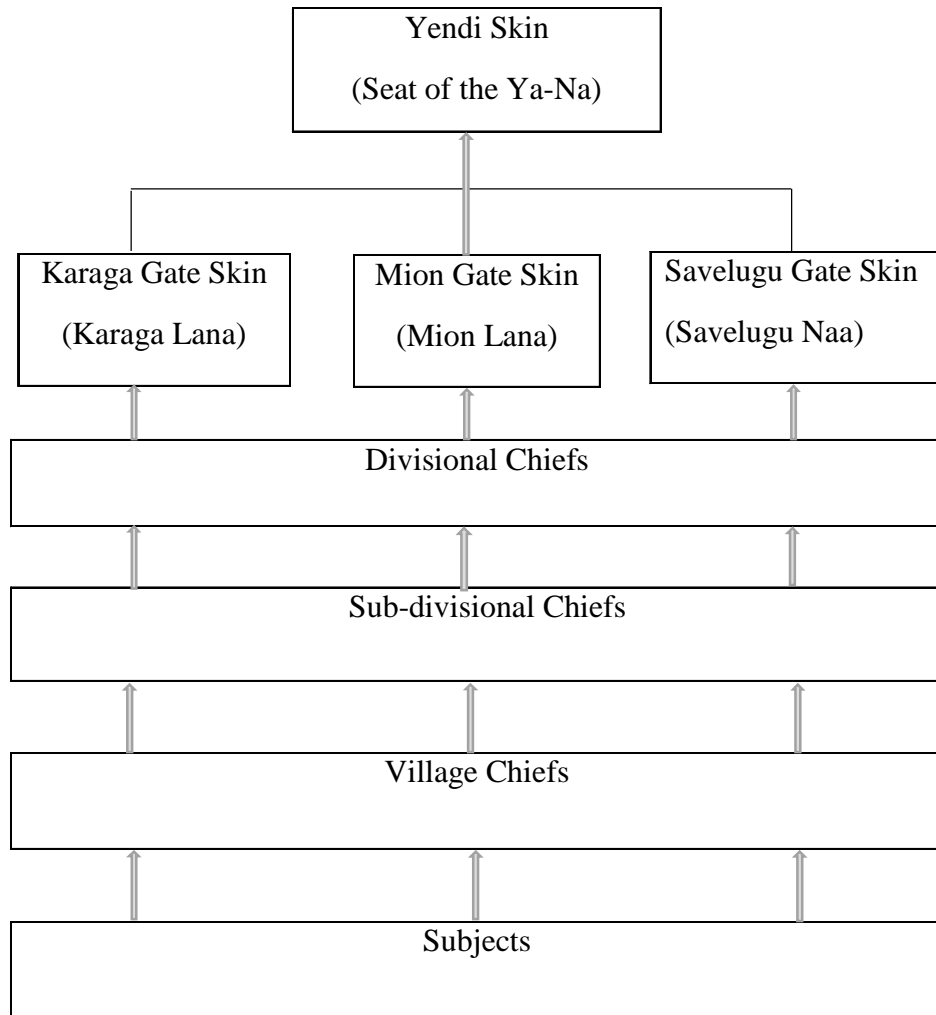 Yendi Skin
(Seat of the Ya-Na)
Karaga Gate Skin
(Karaga Lana)
Mion Gate Skin
(Mion Lana)
Savelugu Gate Skin
(Savelugu Naa)
Divisional Chiefs
Sub-divisional Chiefs
Village Chiefs
Subjects